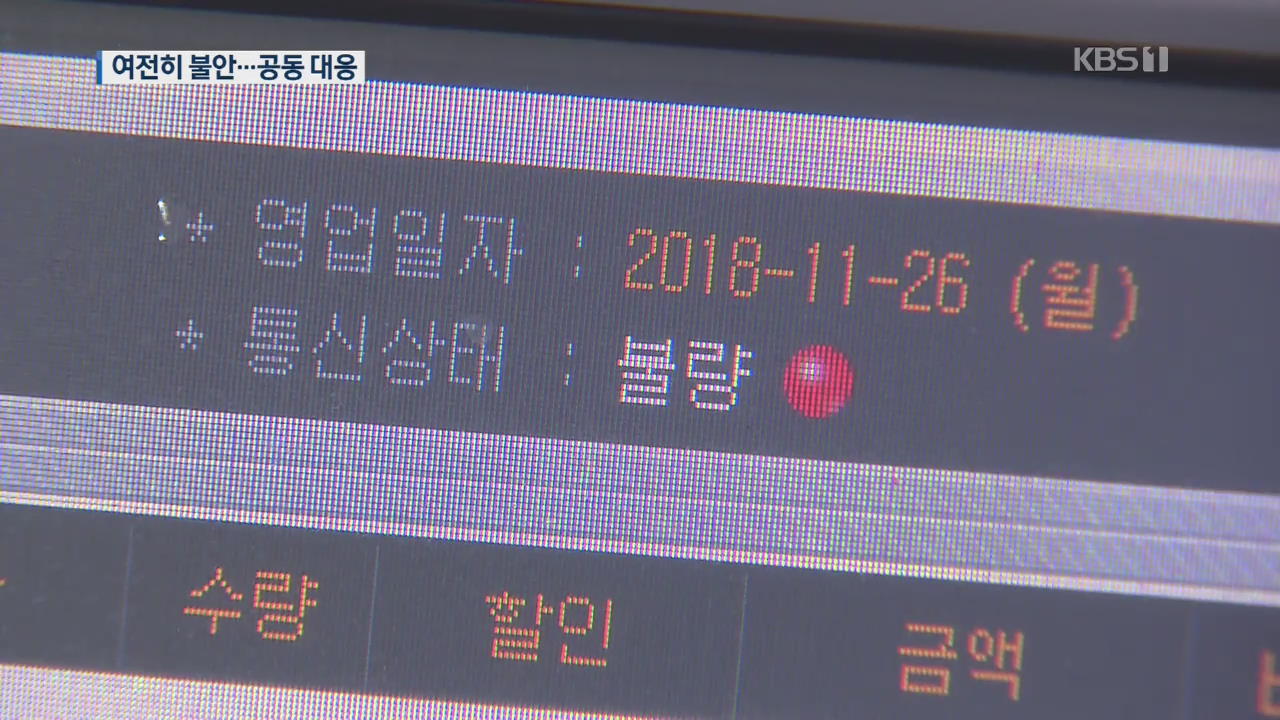 여전히 불안…공동 대응
KBS1
* 영업일자 : 2018-11-26 (월)
* 통신상태 : 불량
수량 할인 금액